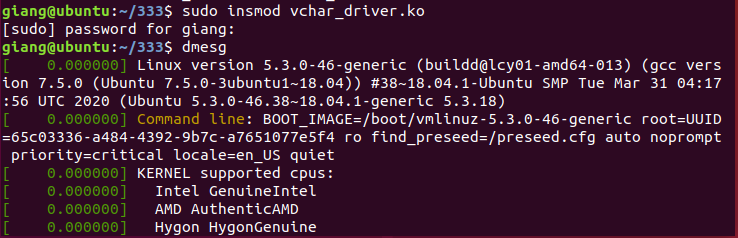 giang@ubuntu:~/333$ sudo insmod vchar_driver.ko
[sudo] password for giang:
giang@ubuntu:~/333$ dmesg
[    0.000000] Linux version 5.3.0-46-generic (buildd@lcy01-amd64-013) (gcc vers
ion 7.5.0 (Ubuntu 7.5.0-3ubuntu1~18.04)) #38~18.04.1-Ubuntu SMP Tue Mar 31 04:17
:56 UTC 2020 (Ubuntu 5.3.0-46.38~18.04.1-generic 5.3.18)
[    0.000000] Command line: BOOT_IMAGE=/boot/vmlinuz-5.3.0-46-generic root=UUID
=65c03336-a484-4392-9b7c-a7651077e5f4 ro find_preseed=/preseed.cfg auto noprompt
 priority=critical locale=en_US quiet
[    0.000000] KERNEL supported cpus:
[    0.000000]   Intel GenuineIntel
[    0.000000]   AMD AuthenticAMD
[    0.000000]   Hygon HygonGenuine